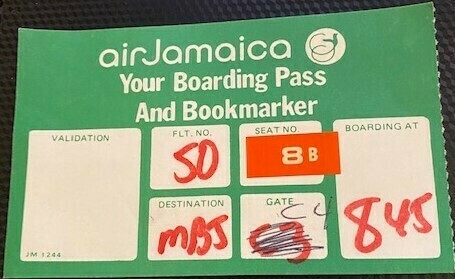 airJamaica
Your Boarding Pass
And Bookmarker
VALIDATION
FLT. NO.
50
SEAT NO.
8B
BOARDING AT
845
DESTINATION
MBJ
GATE
C4
JM 1244